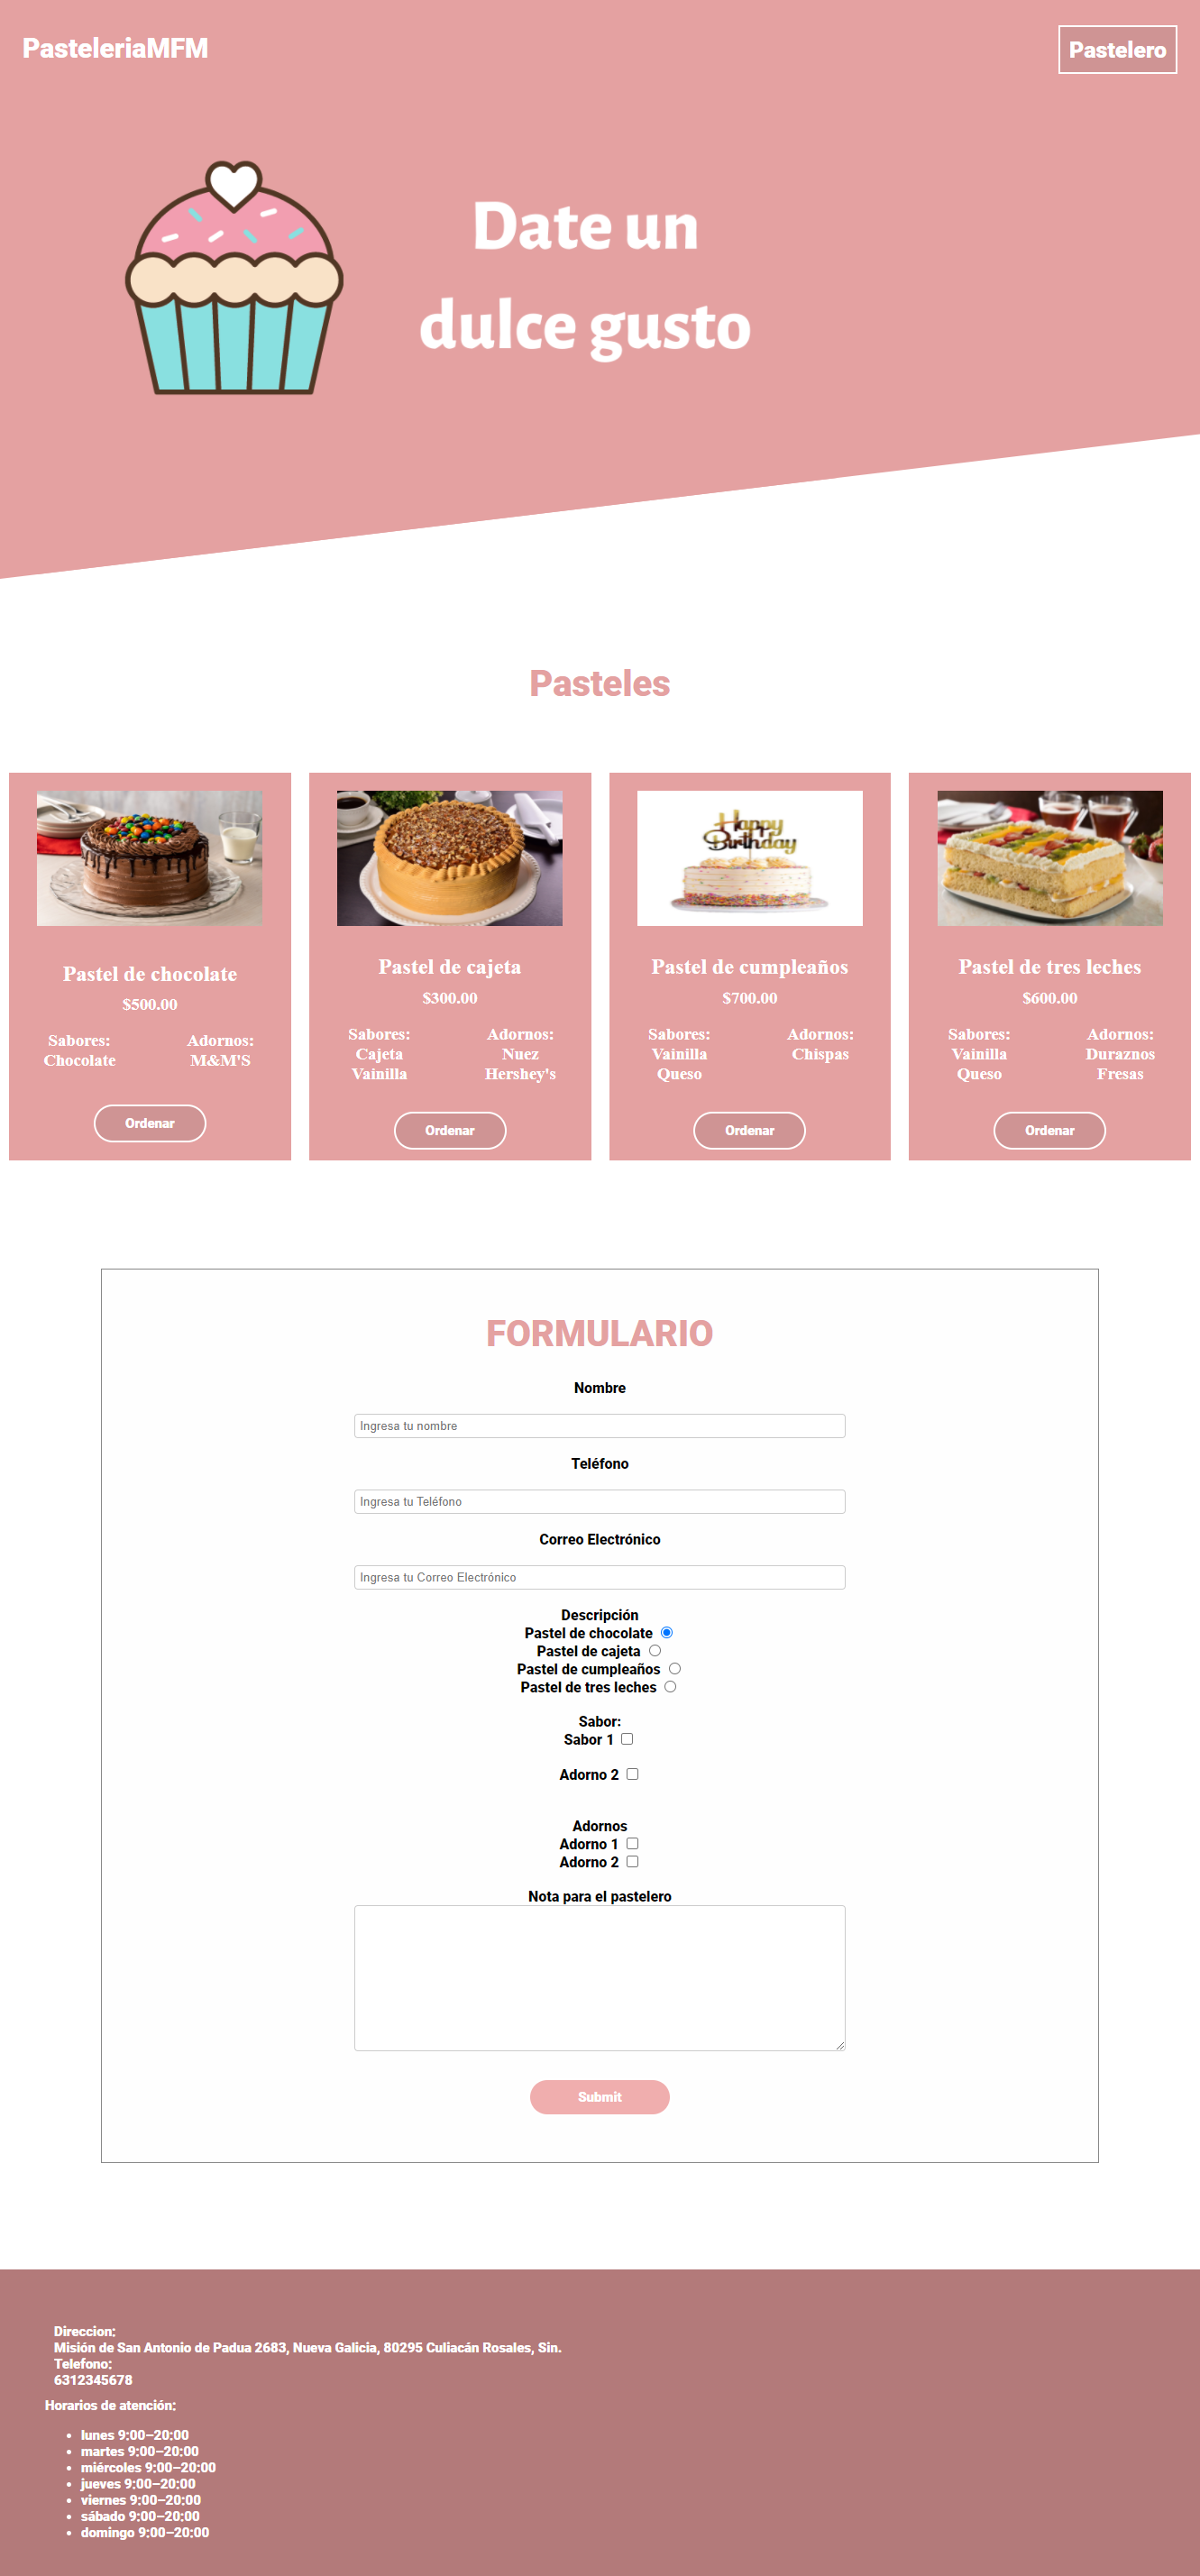 PasteleriaMFM
Pastelero
Date un
dulce gusto
Pasteles
Happy
Birthday
Pastel de chocolate
$500.00
Sabores:
Chocolate
Adornos:
M&M'S
Ordenar
Pastel de cajeta
$300.00
Sabores:
Cajeta
Vainilla
Adornos:
Nuez
Hershey's
Ordenar
Pastel de cumpleaños
$700.00
Sabores:
Vainilla
Queso
Adornos:
Chispas
Ordenar
Pastel de tres leches
$600.00
Sabores:
Vainilla
Queso
Adornos:
Duraznos
Fresas
Ordenar
FORMULARIO
Nombre
Ingresa tu nombre
Teléfono
Ingresa tu Teléfono
Correo Electrónico
Ingresa tu Correo Electrónico
Descripción
Pastel de chocolate
Pastel de cajeta
Pastel de cumpleaños
Pastel de tres leches
Sabor:
Sabor 1
Adorno 2
Adornos
Adorno 1
Adorno 2
Nota para el pastelero
Submit
Direccion:
Misión de San Antonio de Padua 2683, Nueva Galicia, 80295 Culiacán Rosales, Sin.
Telefono:
6312345678
Horarios de atención:
lunes 9:00–20:00
martes 9:00–20:00
miércoles 9:00–20:00
jueves 9:00–20:00
viernes 9:00–20:00
sábado 9:00–20:00
domingo 9:00–20:00